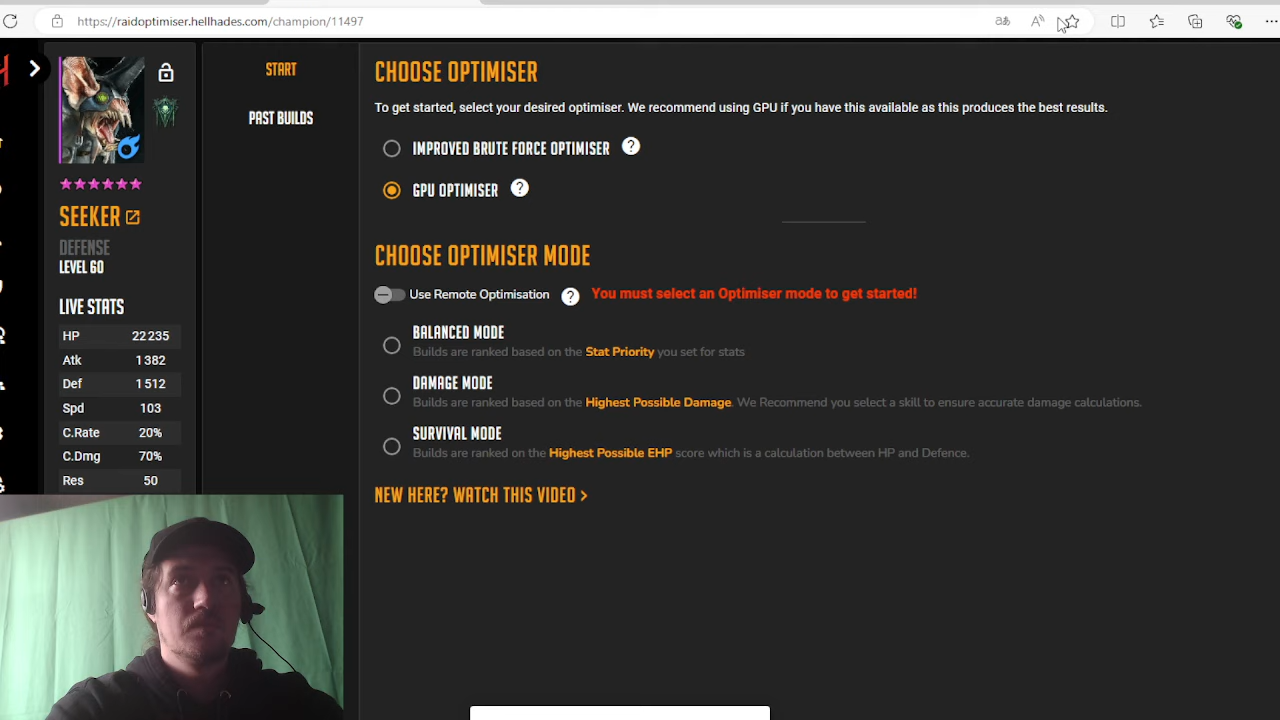 https://raidoptimiser.hellhades.com/champion/11497
SEEKER
DEFENSE
LEVEL 60
LIVE STATS
HP 22 235
Atk 1 382
Def 1 512
Spd 103
C.Rate 20%
C.Dmg 70%
Res 50
START
PAST BUILDS
CHOOSE OPTIMISER
To get started, select your desired optimiser. We recommend using GPU if you have this available as this produces the best results.
IMPROVED BRUTE FORCE OPTIMISER ?
GPU OPTIMISER ?
CHOOSE OPTIMISER MODE
Use Remote Optimisation ? You must select an Optimiser mode to get started!
BALANCED MODE
Builds are ranked based on the Stat Priority you set for stats
DAMAGE MODE
Builds are ranked based on the Highest Possible Damage. We Recommend you select a skill to ensure accurate damage calculations.
SURVIVAL MODE
Builds are ranked on the Highest Possible EHP score which is a calculation between HP and Defence.
NEW HERE? WATCH THIS VIDEO >